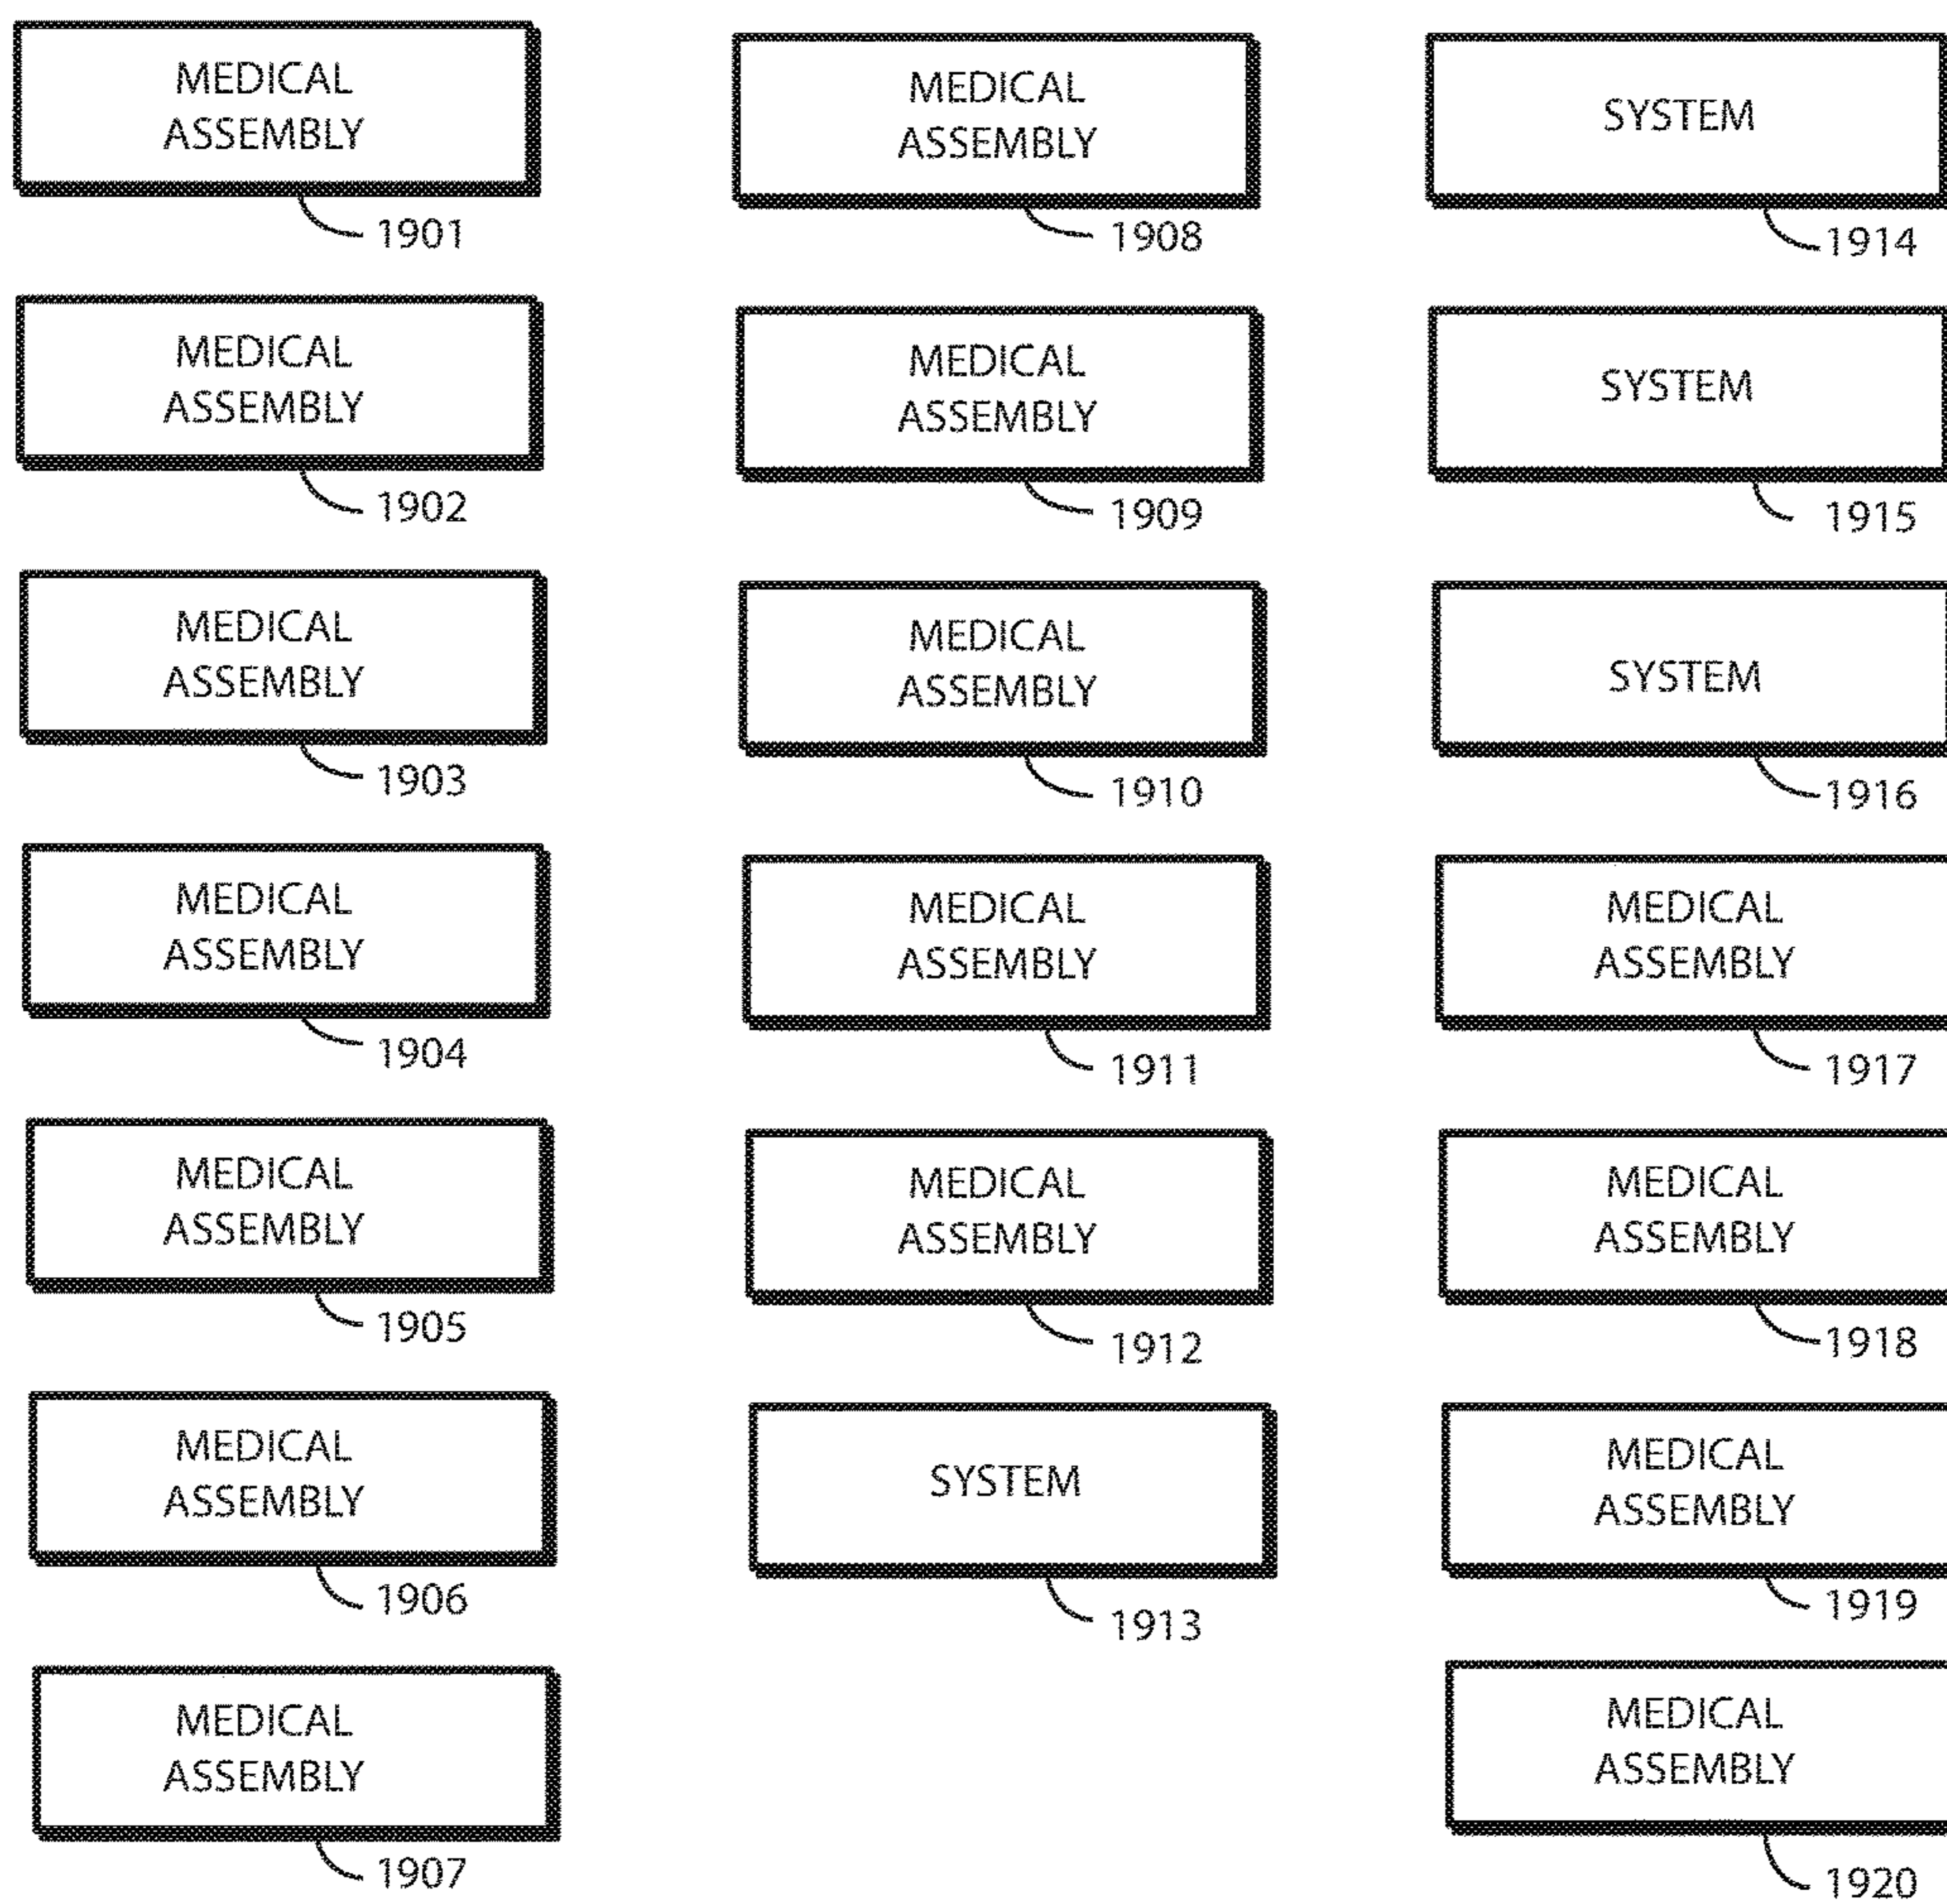 MEDICAL
ASSEMBLY
1901
MEDICAL
ASSEMBLY
1902
MEDICAL
ASSEMBLY
1903
MEDICAL
ASSEMBLY
1904
MEDICAL
ASSEMBLY
1905
MEDICAL
ASSEMBLY
1906
MEDICAL
ASSEMBLY
1907
MEDICAL
ASSEMBLY
1908
MEDICAL
ASSEMBLY
1909
MEDICAL
ASSEMBLY
1910
MEDICAL
ASSEMBLY
1911
MEDICAL
ASSEMBLY
1912
SYSTEM
1913
SYSTEM
1914
SYSTEM
1915
SYSTEM
1916
MEDICAL
ASSEMBLY
1917
MEDICAL
ASSEMBLY
1918
MEDICAL
ASSEMBLY
1919
MEDICAL
ASSEMBLY
1920